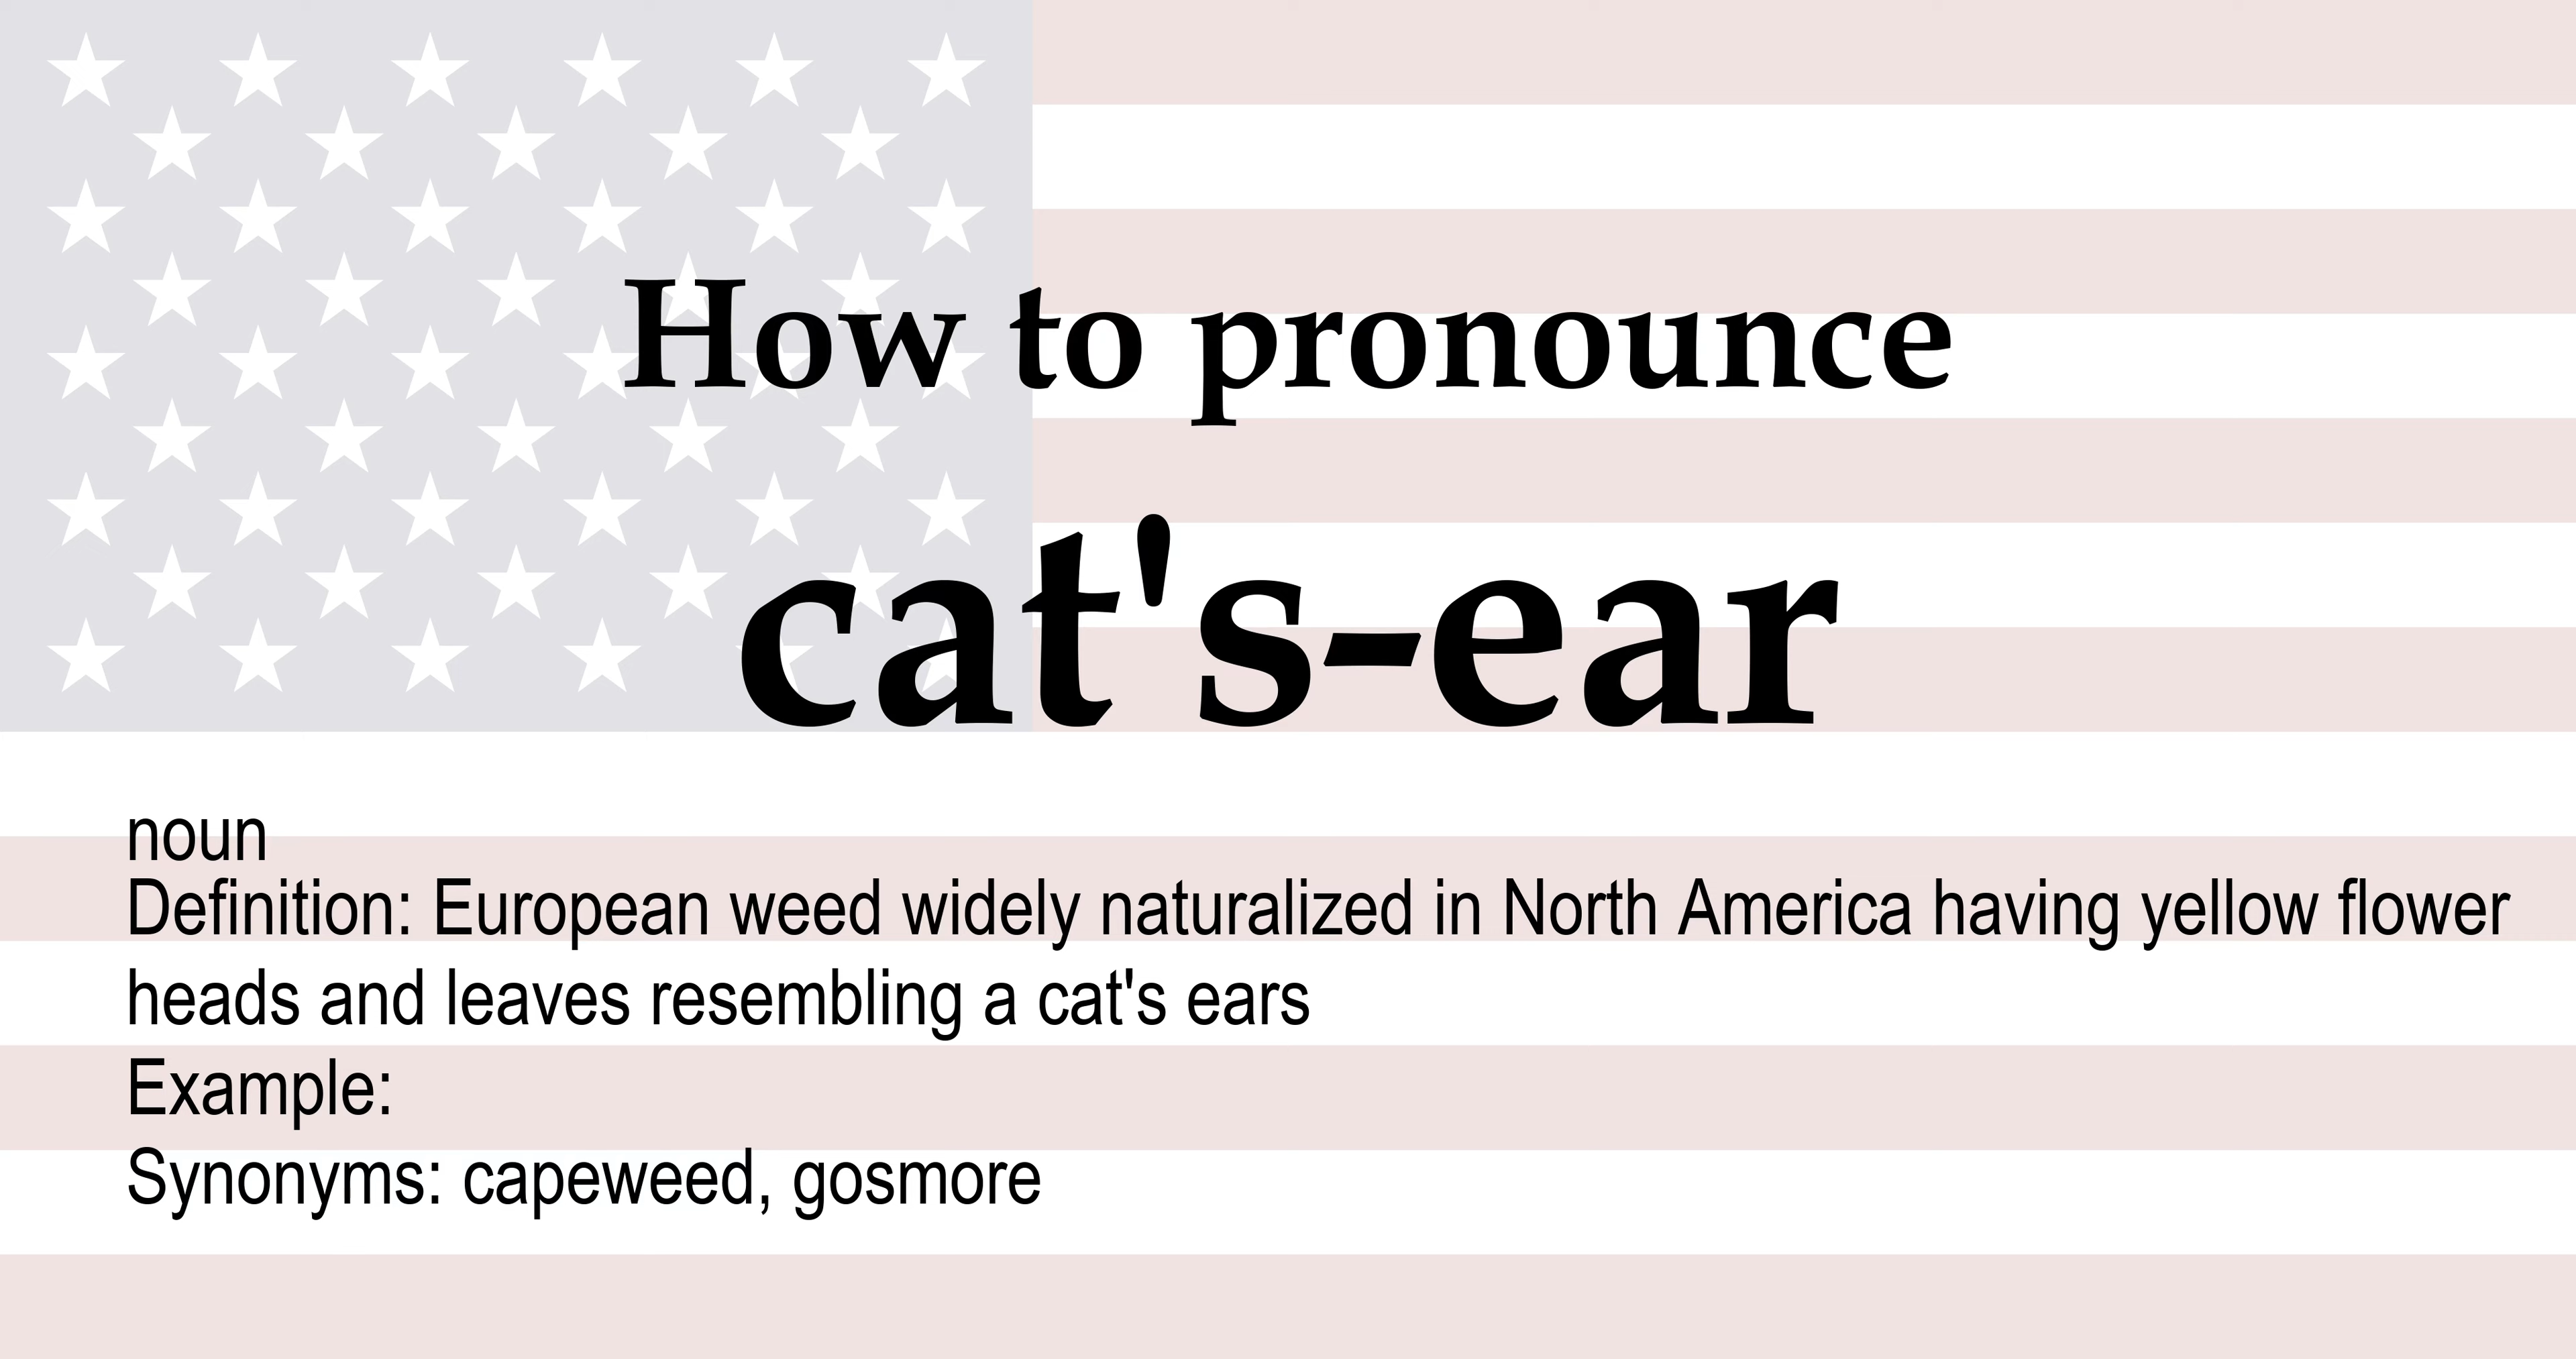 How to pronounce
cat's-ear
noun
Definition: European weed widely naturalized in North America having yellow flower
heads and leaves resembling a cat's ears
Example:
Synonyms: capeweed, gosmore